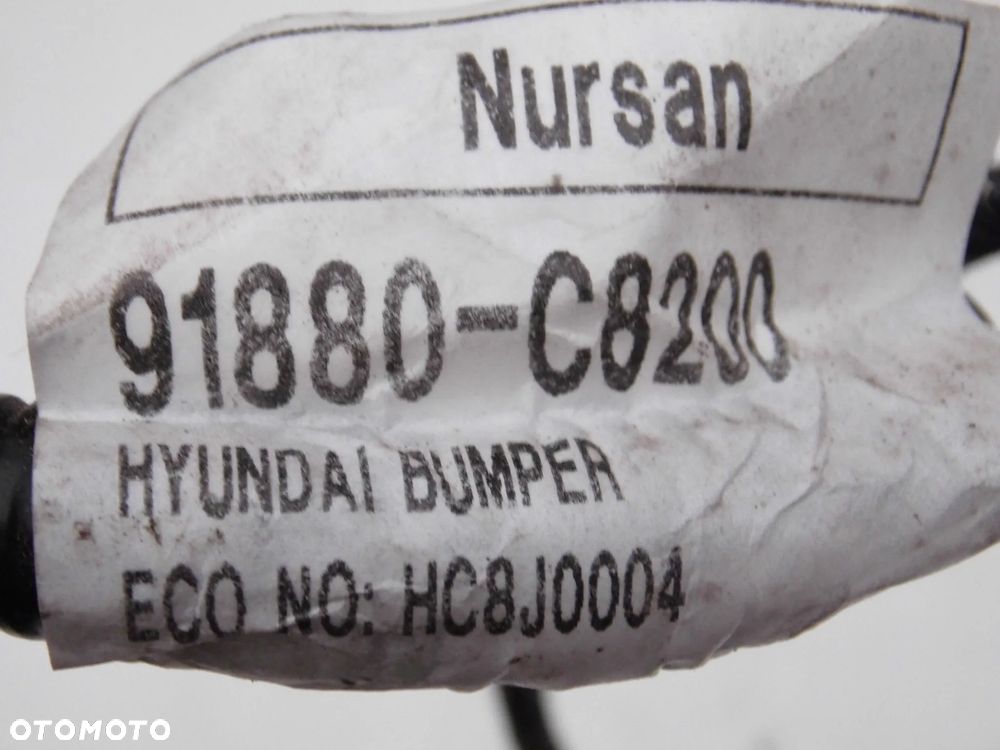 Nursan
91880-C8200
HYUNDAI BUMPER
ECO NO: HC8J0004
OTOMOTO